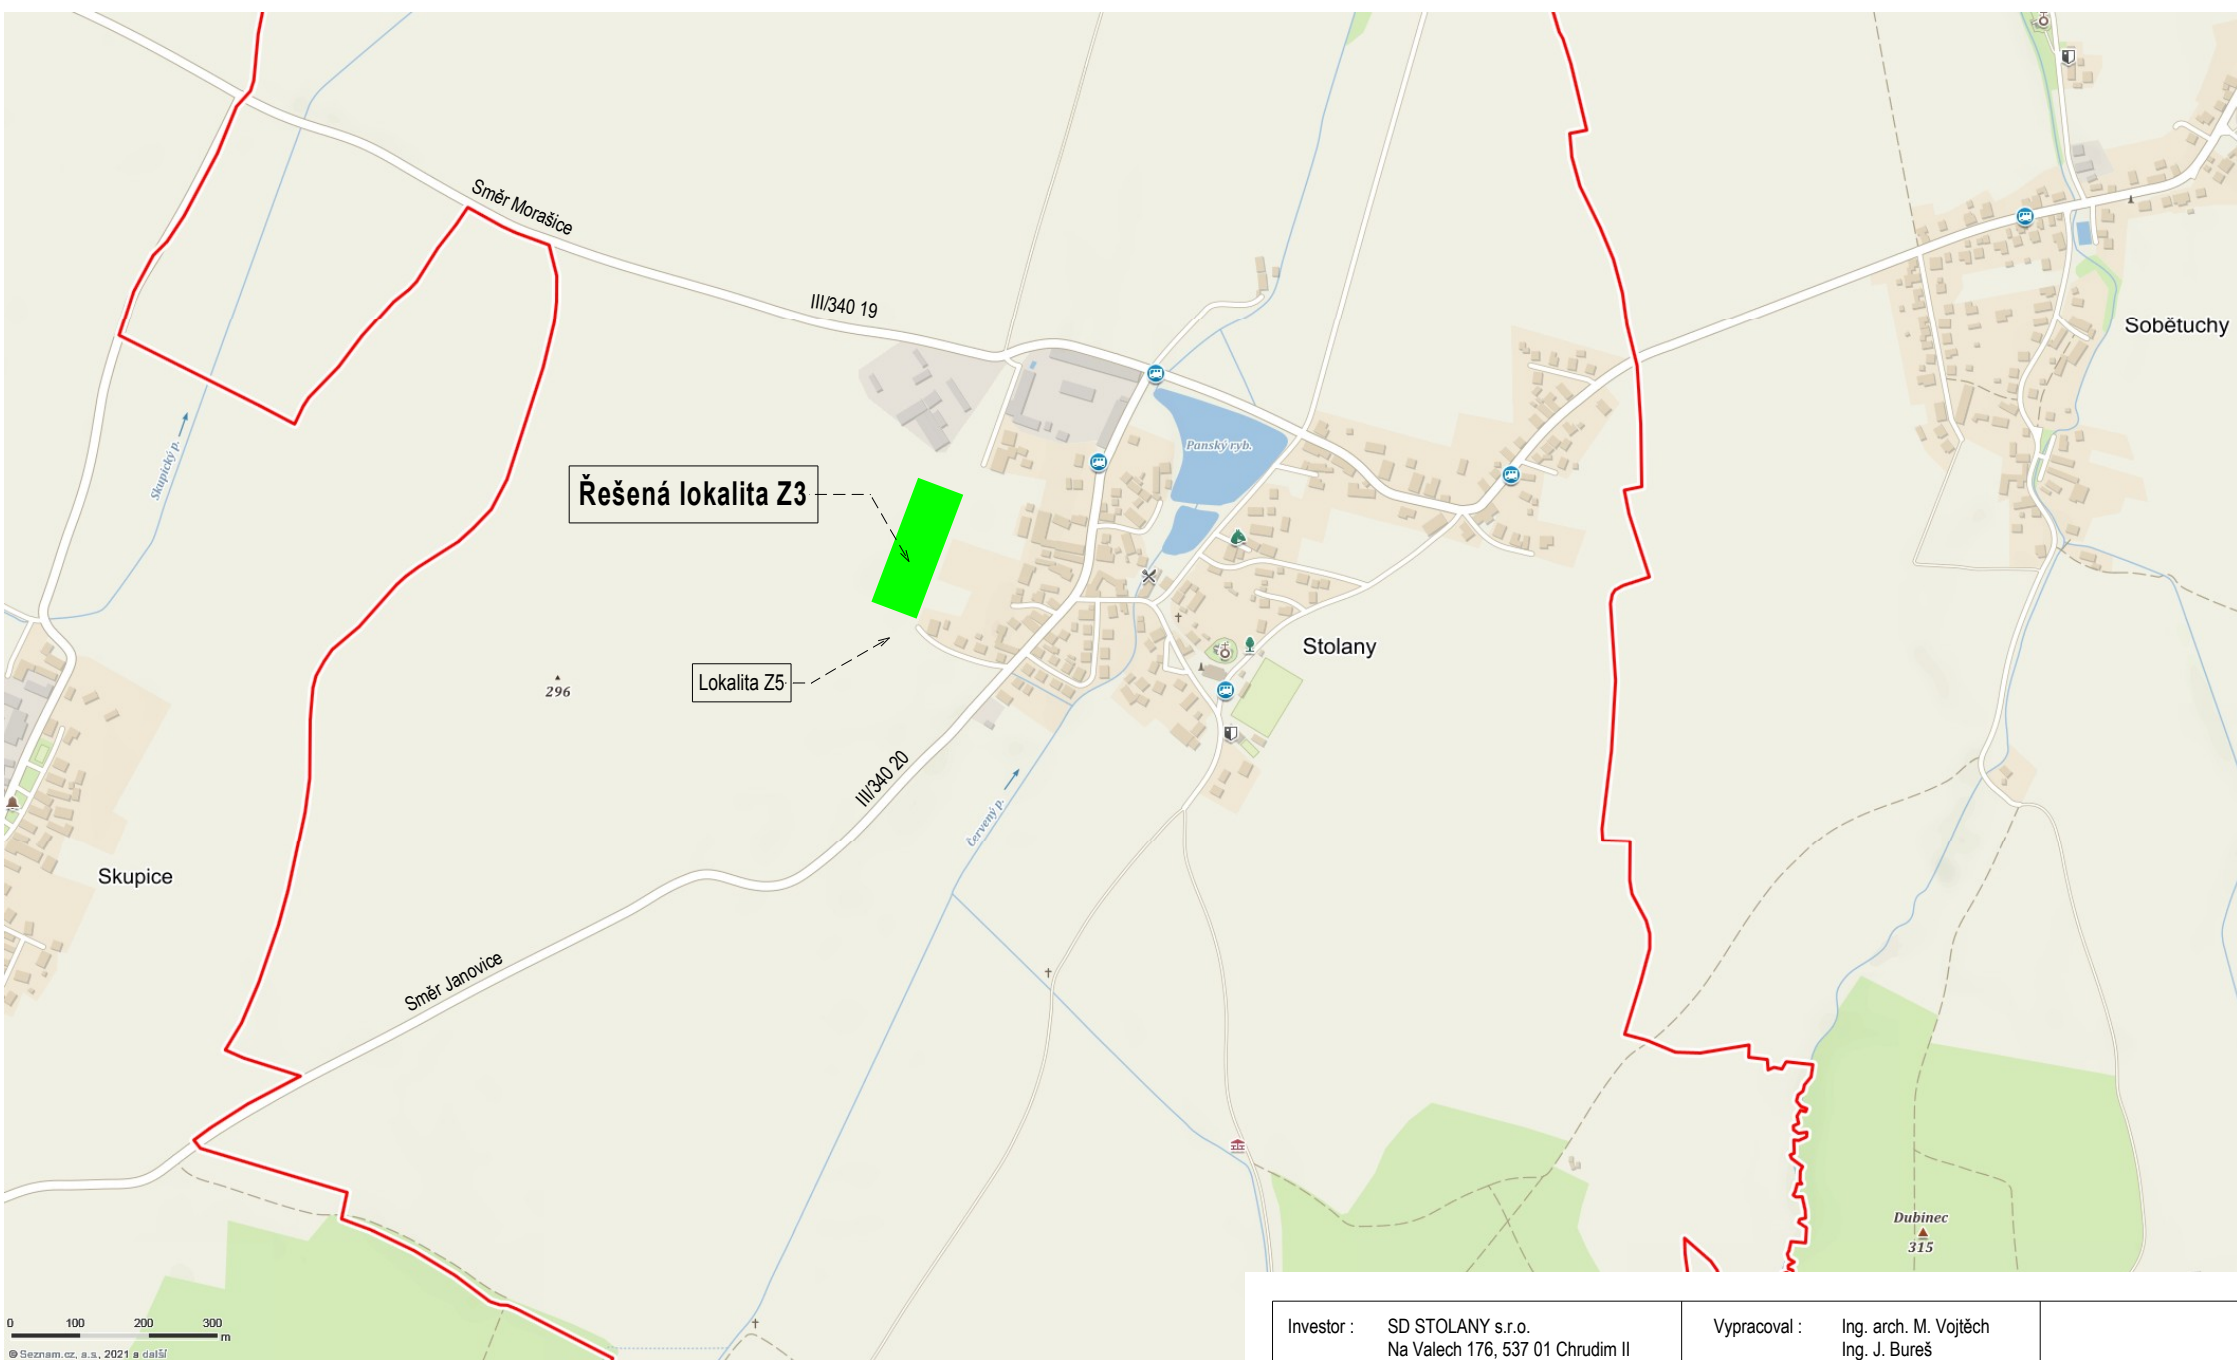 Směr Morašice
III/340 19
Sobětuchy
Panský ryb.
Skupický p.
Řešená lokalita Z3
Stolany
Lokalita Z5
296
III/340 20
Červený p.
Skupice
Směr Janovice
Dubinec
315
0 100 200 300
m
© Seznam.cz, a.s., 2021 a další
Investor : SD STOLANY s.r.o.
Na Valech 176, 537 01 Chrudim II
Vypracoval : Ing. arch. M. Vojtěch
Ing. J. Bureš